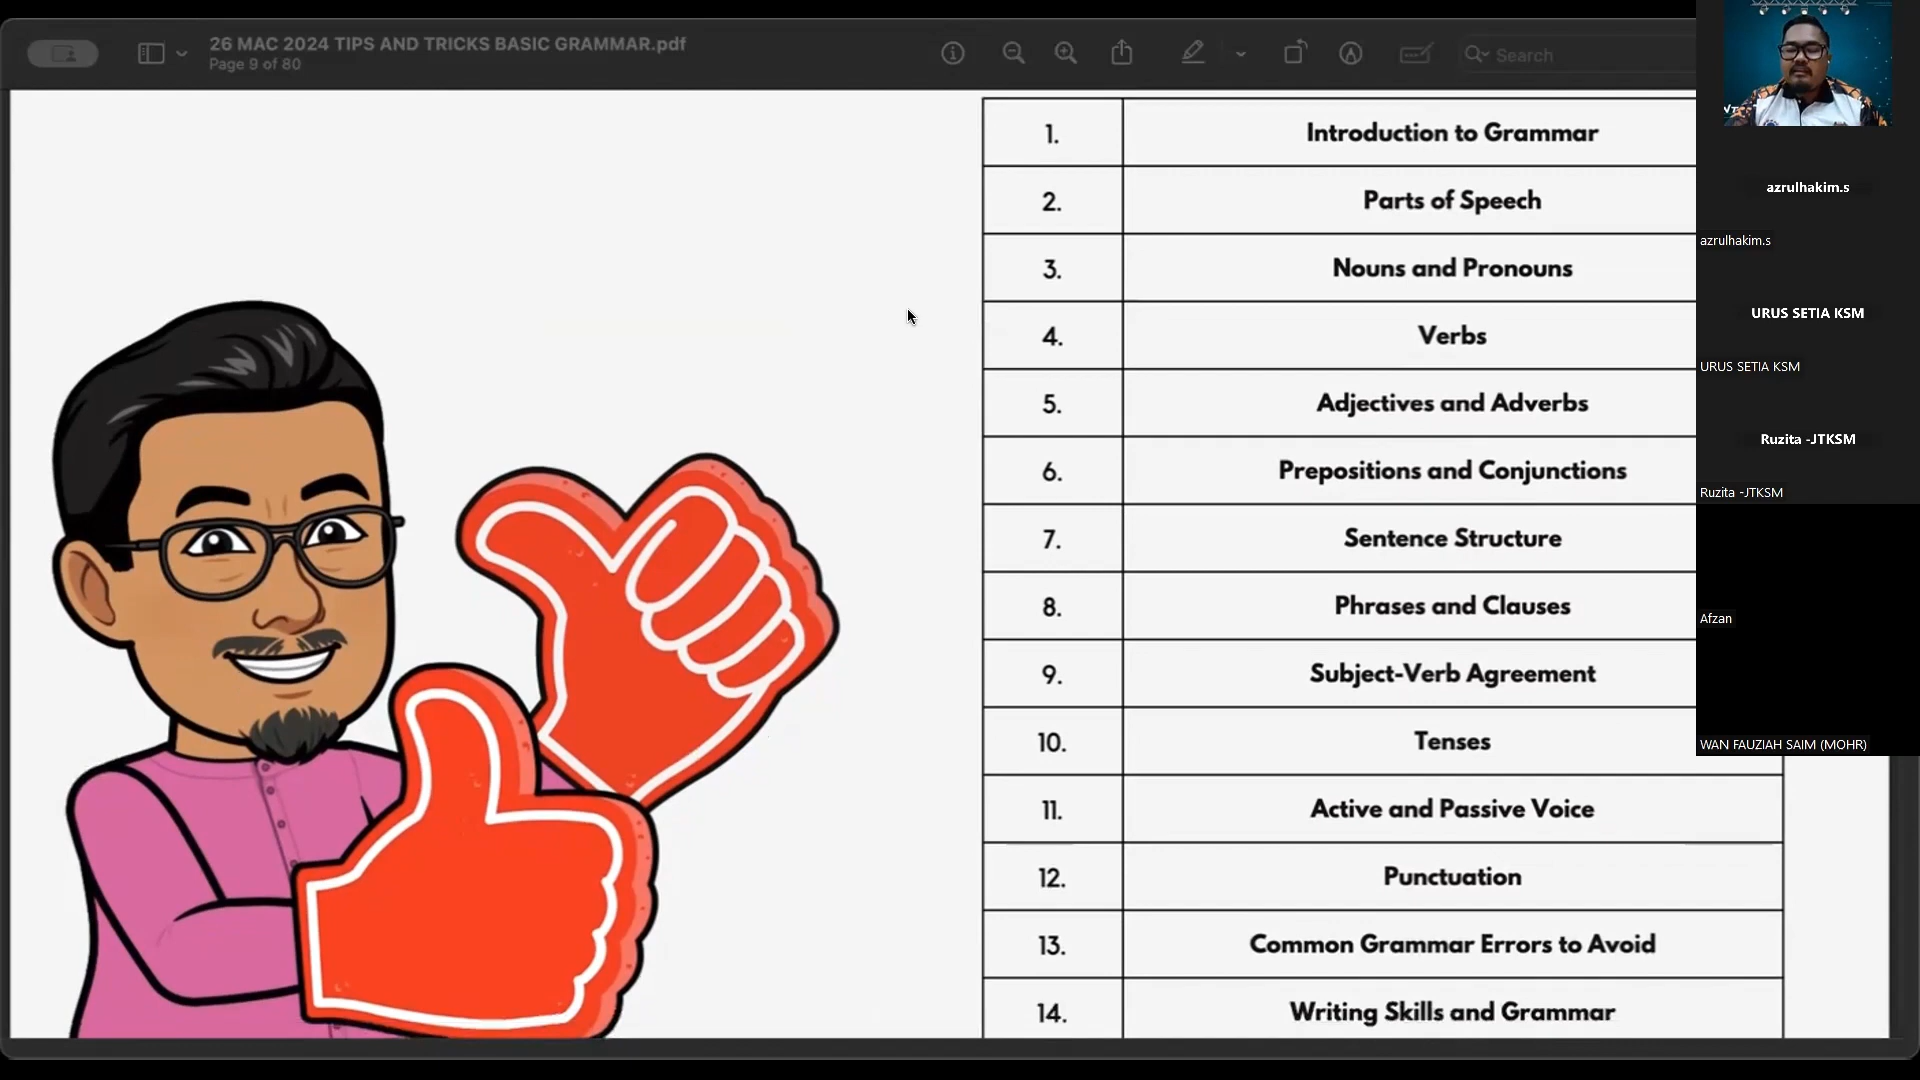 26 MAC 2024 TIPS AND TRICKS BASIC GRAMMAR.pdf
Page 9 of 80
Search
1. Introduction to Grammar
2. Parts of Speech
3. Nouns and Pronouns
4. Verbs
5. Adjectives and Adverbs
6. Prepositions and Conjunctions
7. Sentence Structure
8. Phrases and Clauses
9. Subject-Verb Agreement
10. Tenses
11. Active and Passive Voice
12. Punctuation
13. Common Grammar Errors to Avoid
14. Writing Skills and Grammar
azrulhakim.s
azrulhakim.s
URUS SETIA KSM
URUS SETIA KSM
Ruzita -JTKSM
Ruzita -JTKSM
Afzan
WAN FAUZIAH SAIM (MOHR)